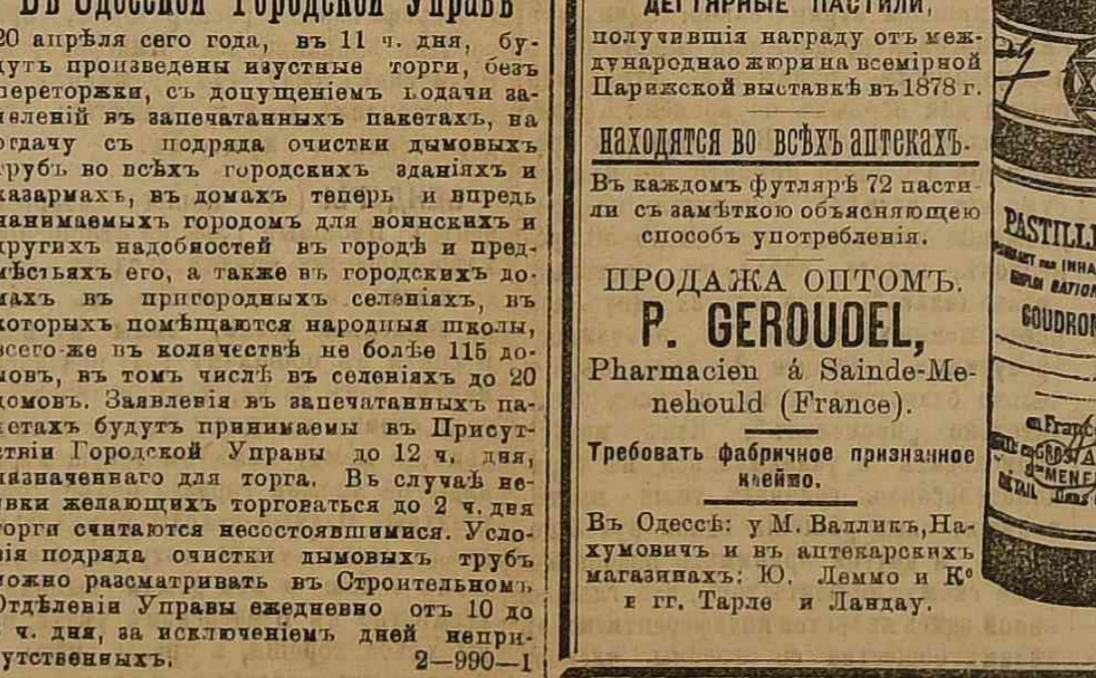 Въ Одесской Городской Управѣ
20 апрѣля сего года, въ 11 ч. дня, бу-
дутъ произведены изустные торги, безъ
переторжки, съ допущеніемъ подачи за-
явленій въ запечатанныхъ пакетахъ, на
отдачу съ подряда очистки дымовыхъ
трубъ во всѣхъ городскихъ зданіяхъ и
казармахъ, въ домахъ теперь и впредь
нанимаемыхъ городомъ для воинскихъ и
другихъ надобностей въ городѣ и пред-
мѣстьяхъ его, а также въ городскихъ до-
махъ въ пригородныхъ селеніяхъ, въ
которыхъ помѣщаются народныя школы,
всего-же въ количествѣ не болѣе 115 до-
мовъ, въ томъ числѣ въ селеніяхъ до 20
домовъ. Заявленія въ запечатанныхъ па-
кетахъ будутъ принимаемы въ Присут-
ствіи Городской Управы до 12 ч. дня,
назначеннаго для торга. Въ случаѣ не-
явки желающихъ торговаться до 2 ч. дня
торги считаются несостоявшимися. Усло-
вія подряда очистки дымовыхъ трубъ
можно разсматривать въ Строительномъ
Отдѣленіи Управы ежедневно отъ 10 до
ч. дня, за исключеніемъ дней непри-
сутственныхъ. 2—990—1
ДЕГТЯРНЫЕ ПАСТИЛИ,
получившія награду отъ меж-
дународнао жюри на всемірной
Парижской выставкѣ въ 1878 г.
НАХОДЯТСЯ ВО ВСѢХЪ АПТЕКАХЪ.
Въ каждомъ футлярѣ 72 пасти-
ли съ замѣткою объясняющею
способъ употребленія.
ПРОДАЖА ОПТОМЪ.
P. GEROUDEL,
Pharmacien á Sainde-Me-
nehould (France).
Требовать фабричное признанное
клеймо.
Въ Одессѣ: у М. Валликъ, На-
хумовичъ и въ аптекарскихъ
магазинахъ: Ю. Леммо и К°
и гг. Тарле и Ландау.
PASTILL
INHA
RATION
GOUDRON
France
MENE